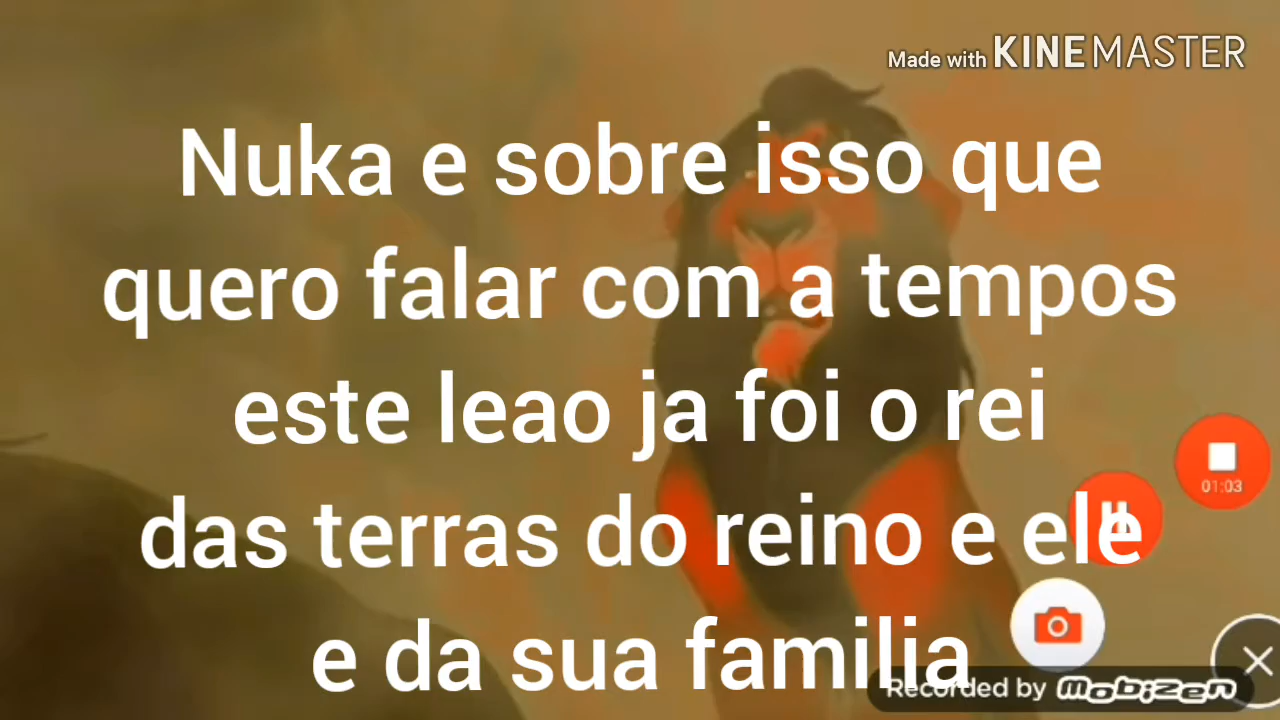 Made with KINEMASTER
Nuka e sobre isso que
quero falar com a tempos
este leao ja foi o rei
das terras do reino e ele
e da sua familia
01:03
Recorded by mobizen